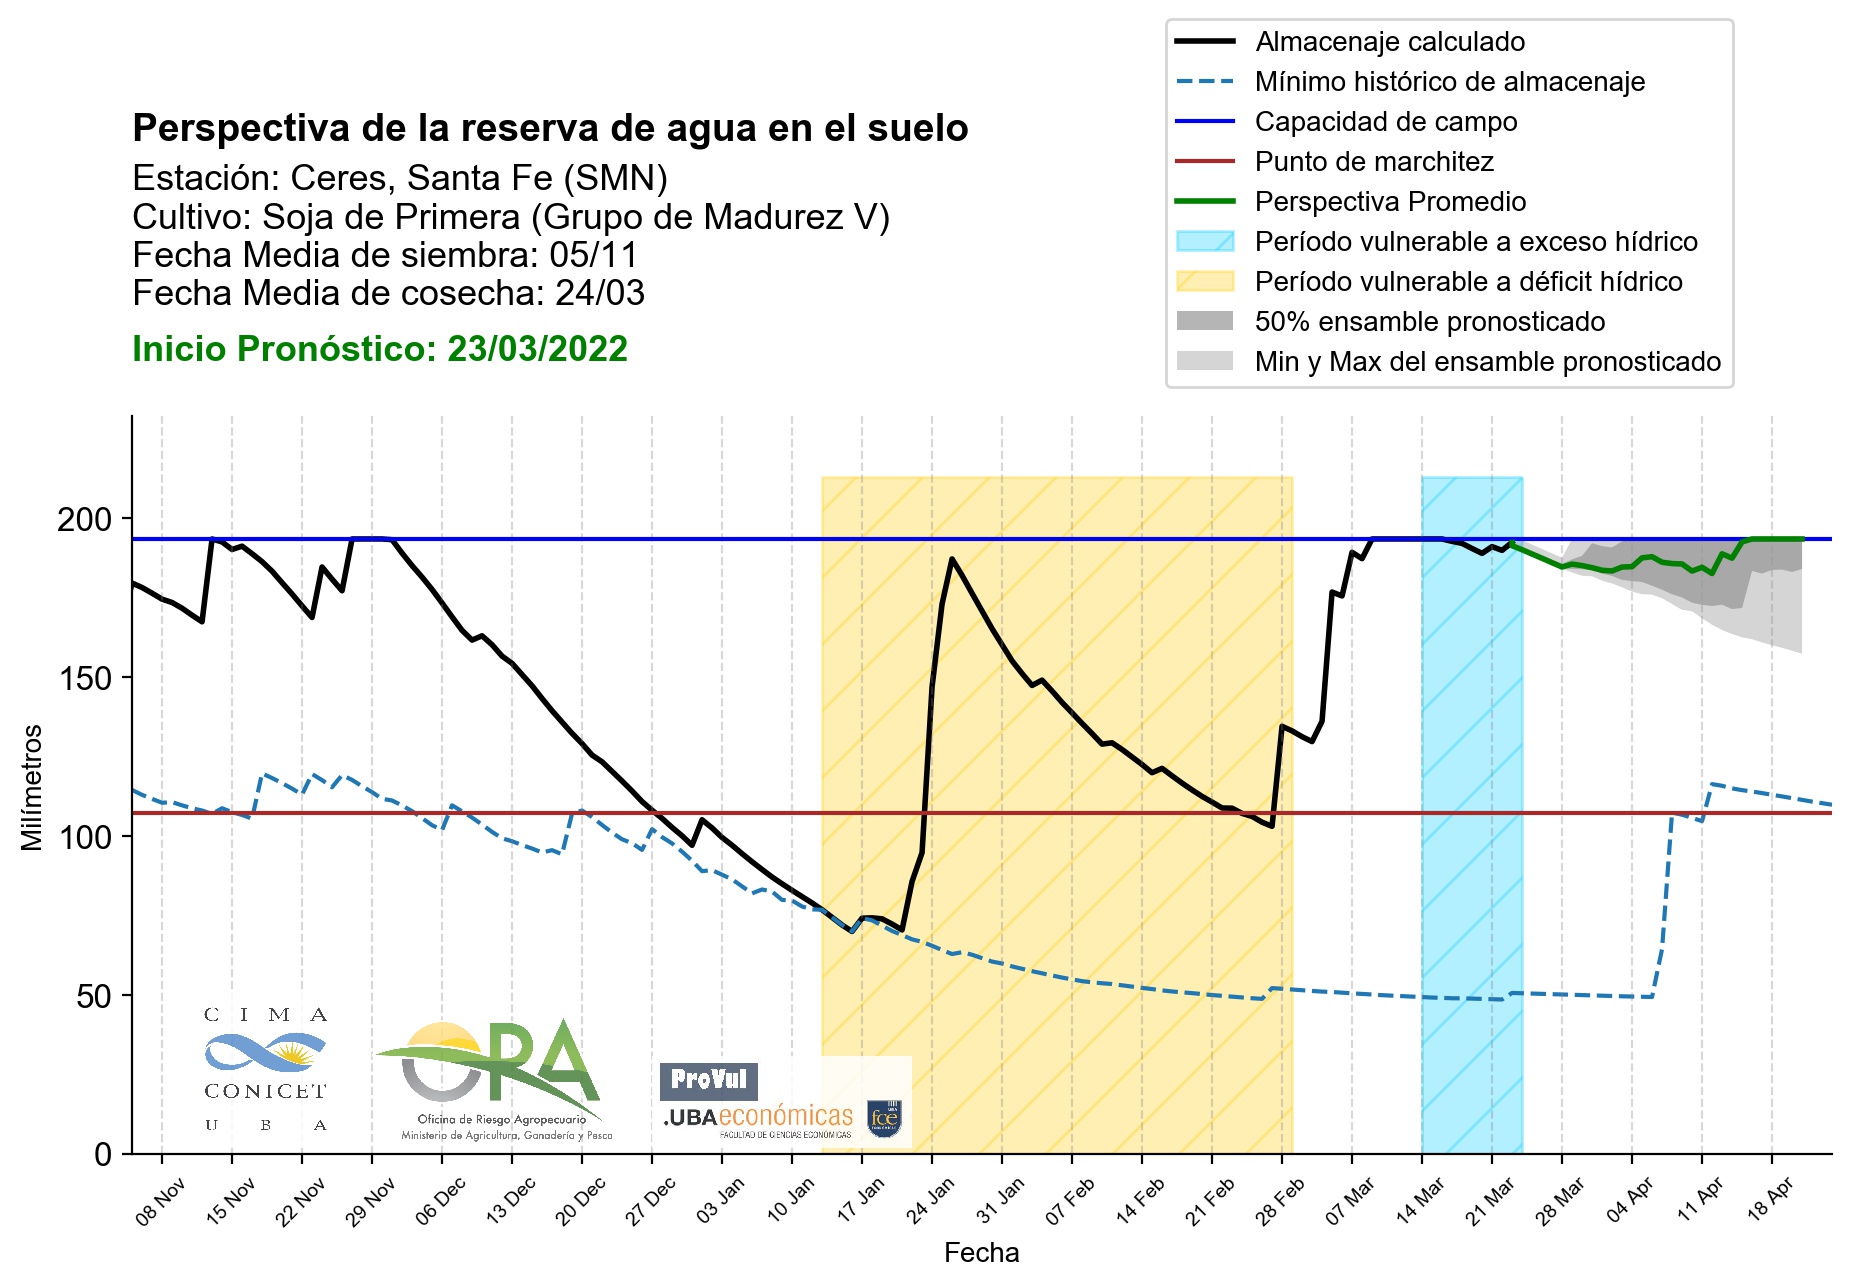 Almacenaje calculado
Mínimo histórico de almacenaje
Capacidad de campo
Punto de marchitez
Perspectiva Promedio
Período vulnerable a exceso hídrico
Período vulnerable a déficit hídrico
50% ensamble pronosticado
Min y Max del ensamble pronosticado
Perspectiva de la reserva de agua en el suelo
Estación: Ceres, Santa Fe (SMN)
Cultivo: Soja de Primera (Grupo de Madurez V)
Fecha Media de siembra: 05/11
Fecha Media de cosecha: 24/03
Inicio Pronóstico: 23/03/2022
Milímetros
200
150
100
50
0
CIMA
CONICET
UBA
ORA
Oficina de Riesgo Agropecuario
Ministerio de Agricultura, Ganadería y Pesca
ProVul
.UBAeconómicas
FACULTAD DE CIENCIAS ECONÓMICAS
UBA
fce
ECONÓMICAS
08 Nov
15 Nov
22 Nov
29 Nov
06 Dec
13 Dec
20 Dec
27 Dec
03 Jan
10 Jan
17 Jan
24 Jan
31 Jan
07 Feb
14 Feb
21 Feb
28 Feb
07 Mar
14 Mar
21 Mar
28 Mar
04 Apr
11 Apr
18 Apr
Fecha